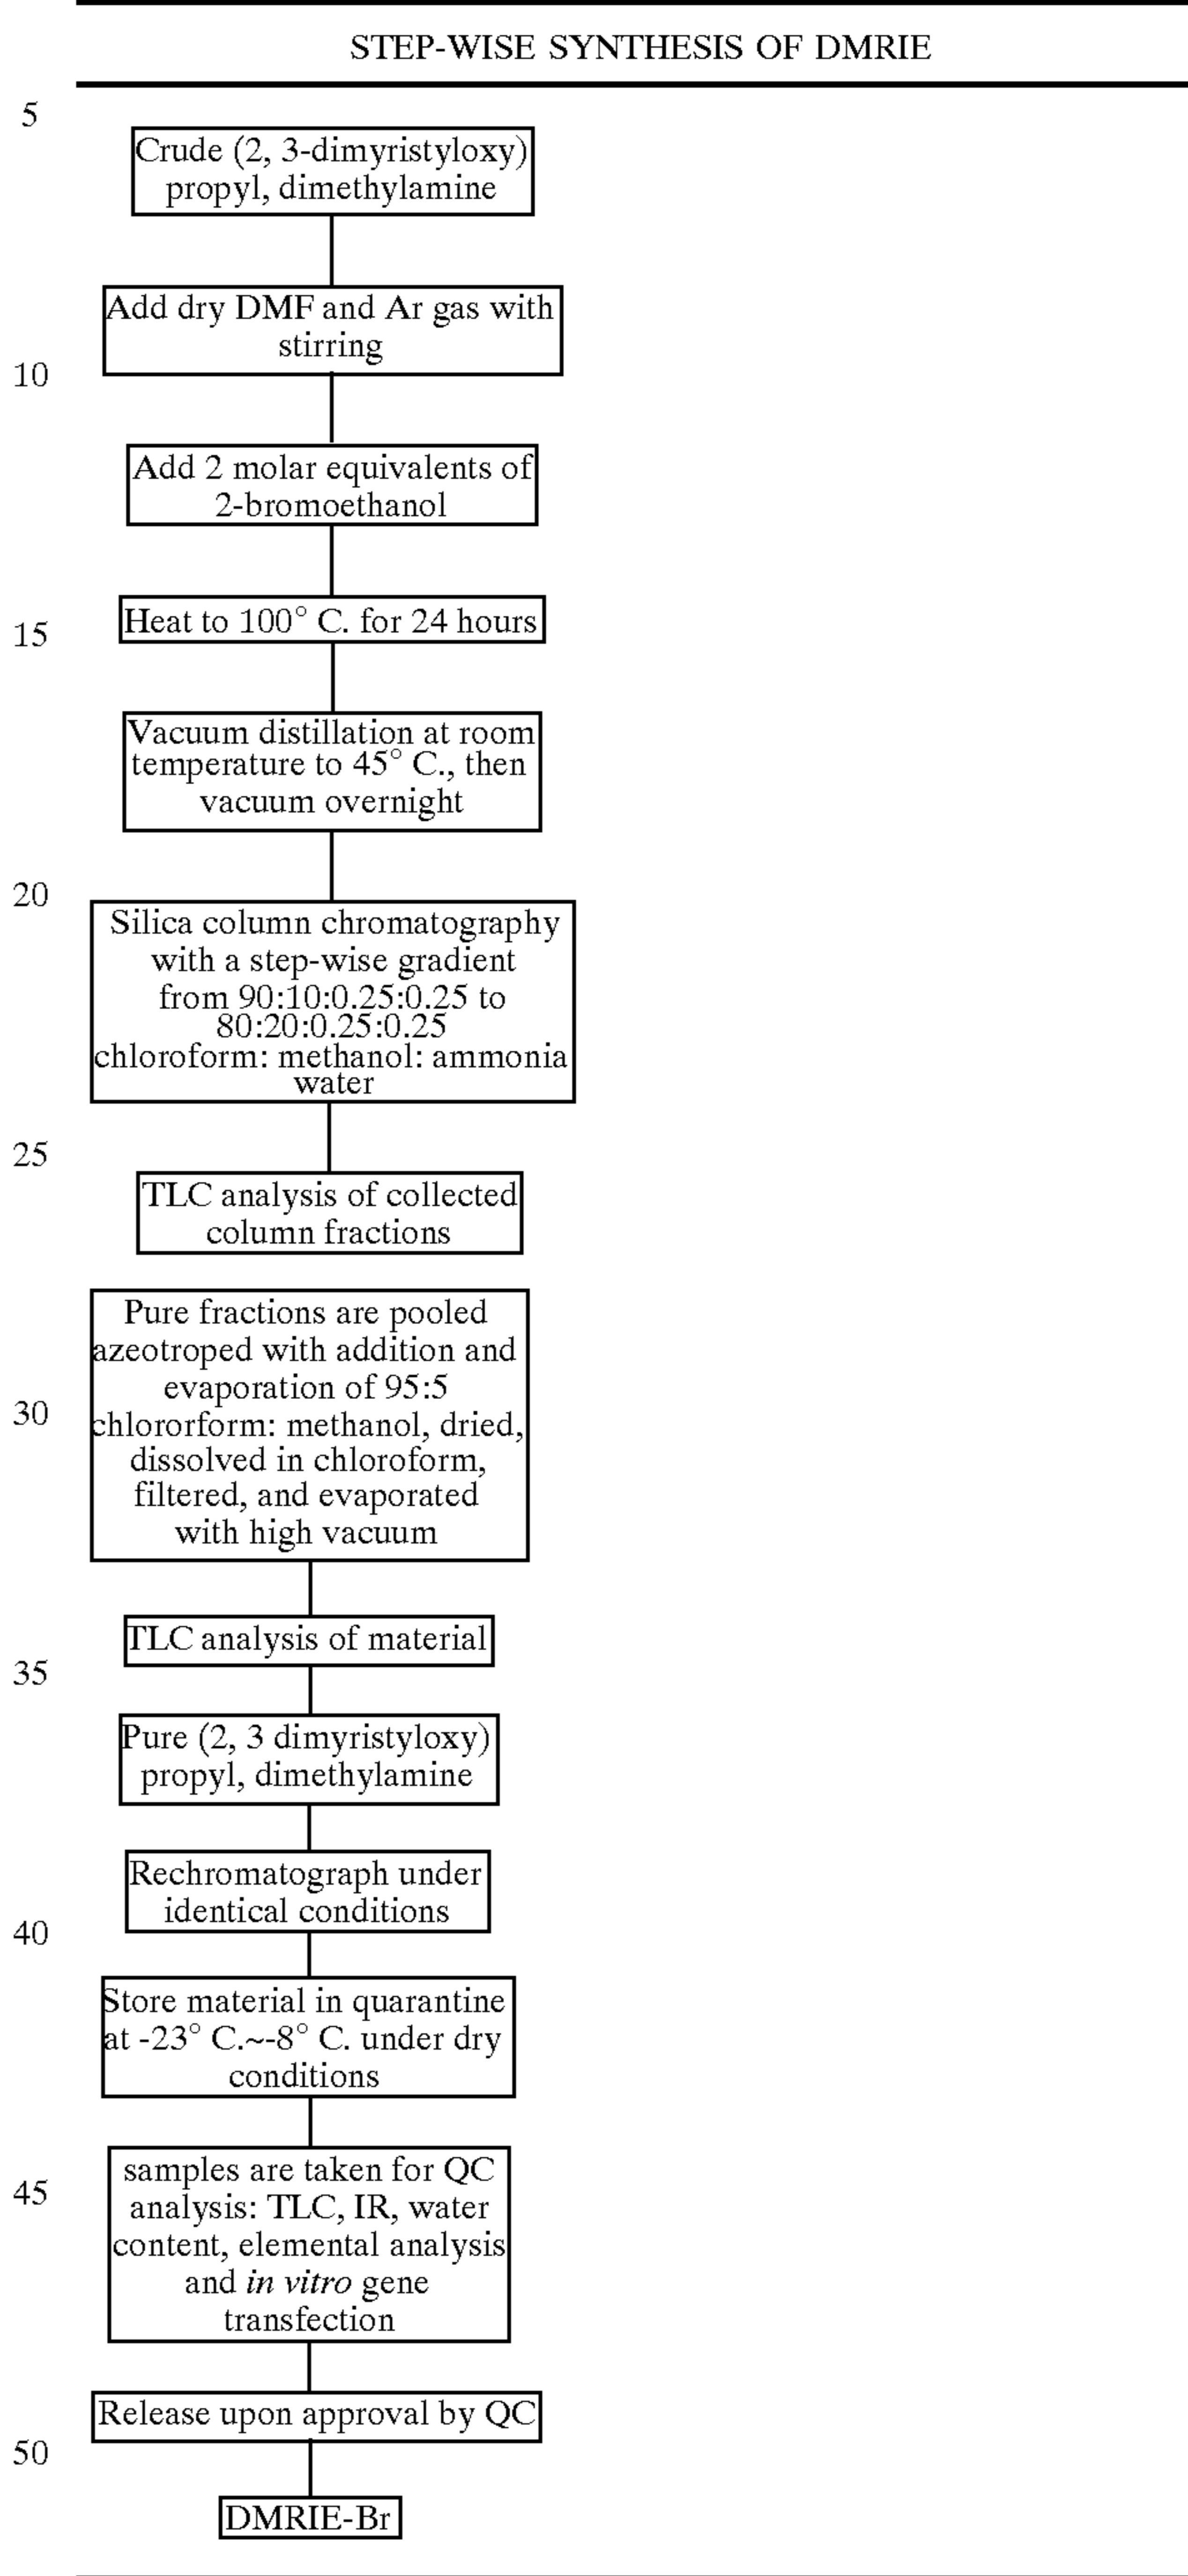 STEP-WISE SYNTHESIS OF DMRIE
5
Crude (2, 3-dimyristyloxy)
propyl, dimethylamine
Add dry DMF and Ar gas with
stirring
10
Add 2 molar equivalents of
2-bromoethanol
Heat to 100° C. for 24 hours
15
Vacuum distillation at room
temperature to 45° C., then
vacuum overnight
20
Silica column chromatography
with a step-wise gradient
from 90:10:0.25:0.25 to
80:20:0.25:0.25
chloroform: methanol: ammonia
water
25
TLC analysis of collected
column fractions
Pure fractions are pooled
azeotroped with addition and
evaporation of 95:5
30
chlororform: methanol, dried,
dissolved in chloroform,
filtered, and evaporated
with high vacuum
TLC analysis of material
35
Pure (2, 3 dimyristyloxy)
propyl, dimethylamine
Rechromatograph under
identical conditions
40
Store material in quarantine
at -23° C.~-8° C. under dry
conditions
samples are taken for QC
45
analysis: TLC, IR, water
content, elemental analysis
and in vitro gene
transfection
Release upon approval by QC
50
DMRIE-Br